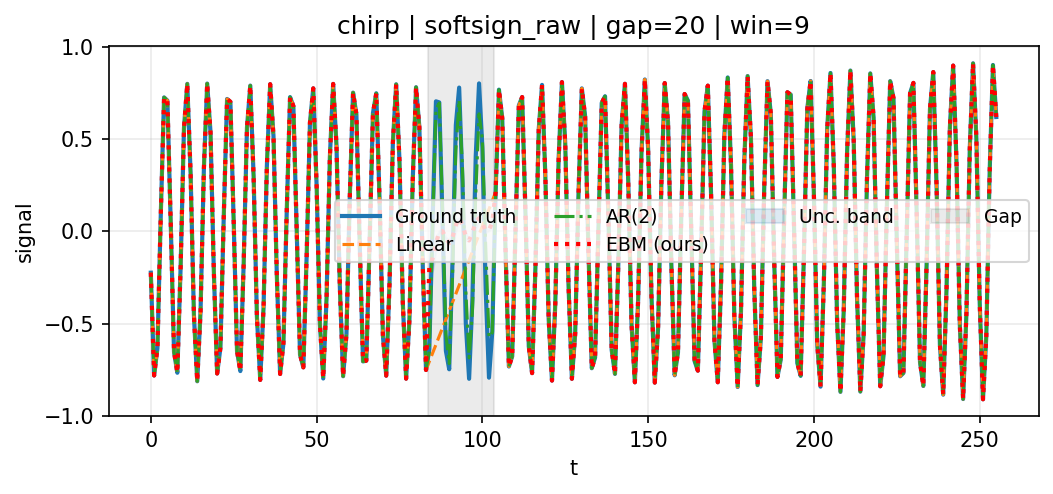 chirp | softsign_raw | gap=20 | win=9
1.0
0.5
0.0
−0.5
−1.0
signal
Ground truth
Linear
AR(2)
EBM (ours)
Unc. band
Gap
0
50
100
150
200
250
t